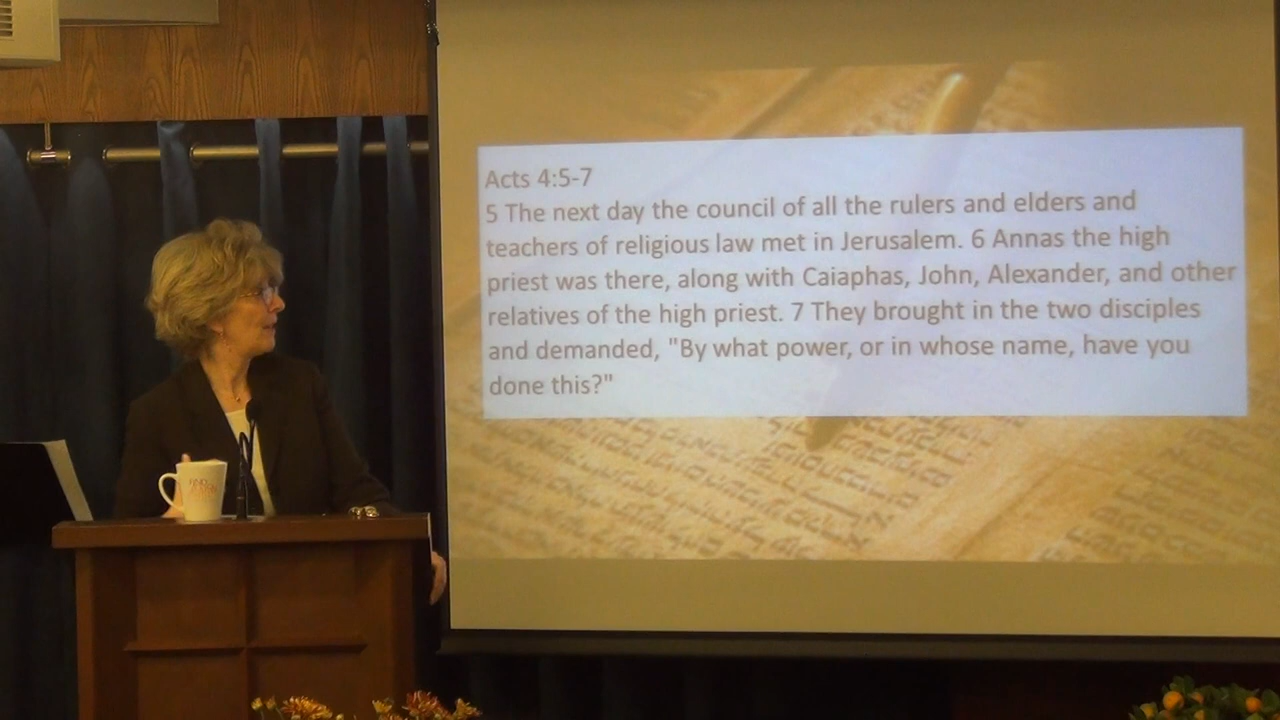 Acts 4:5-7
5 The next day the council of all the rulers and elders and
teachers of religious law met in Jerusalem. 6 Annas the high
priest was there, along with Caiaphas, John, Alexander, and other
relatives of the high priest. 7 They brought in the two disciples
and demanded, "By what power, or in whose name, have you
done this?"